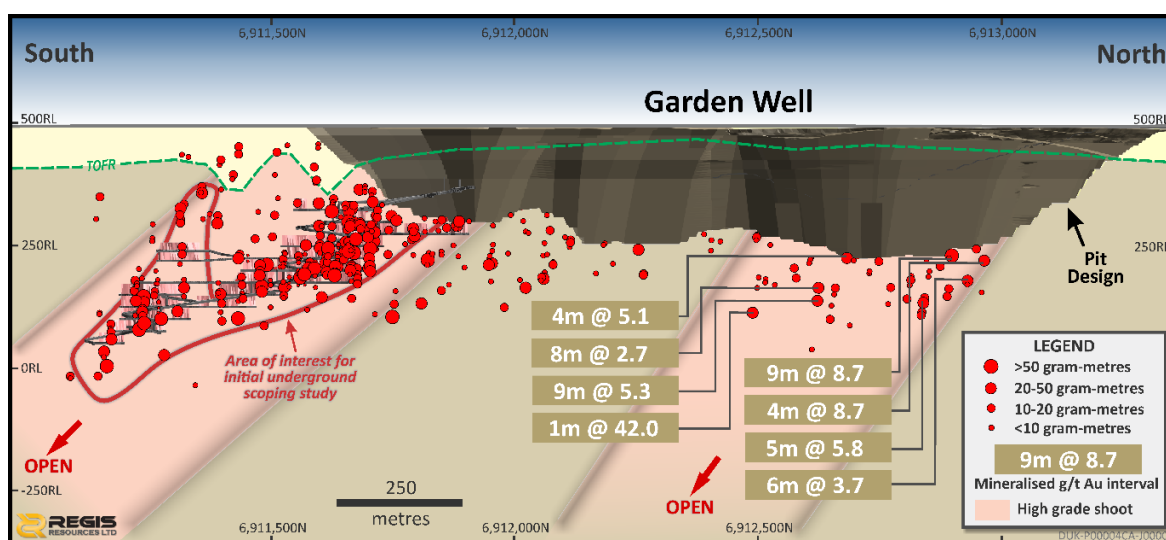 6,911,500N
6,912,000N
6,912,500N
6,913,000N
South
North
Garden Well
500RL
500RL
TOFR
250RL
250RL
Pit
Design
4m @ 5.1
8m @ 2.7
9m @ 5.3
1m @ 42.0
9m @ 8.7
4m @ 8.7
5m @ 5.8
6m @ 3.7
Area of interest for
initial underground
scoping study
0RL
OPEN
OPEN
-250RL
250
metres
LEGEND
>50 gram-metres
20-50 gram-metres
10-20 gram-metres
<10 gram-metres
9m @ 8.7
Mineralised g/t Au interval
High grade shoot
REGIS
RESOURCES LTD
6,911,500N
6,912,000N
6,912,500N
DUK-P00004CA-J0000